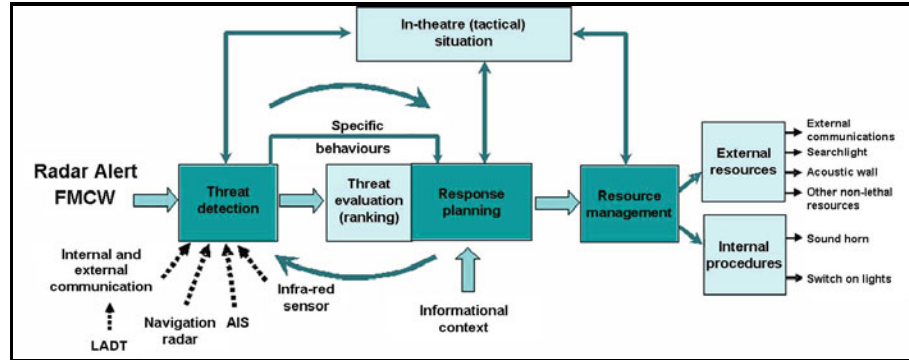 In-theatre (tactical)
situation
Specific
behaviours
Radar Alert
FMCW
Threat
detection
Threat
evaluation
(ranking)
Response
planning
Resource
management
External
resources
Internal
procedures
External
communications
Searchlight
Acoustic wall
Other non-lethal
resources
Sound horn
Switch on lights
Internal and
external
communication
LADT
Navigation
radar
AIS
Infra-red
sensor
Informational
context